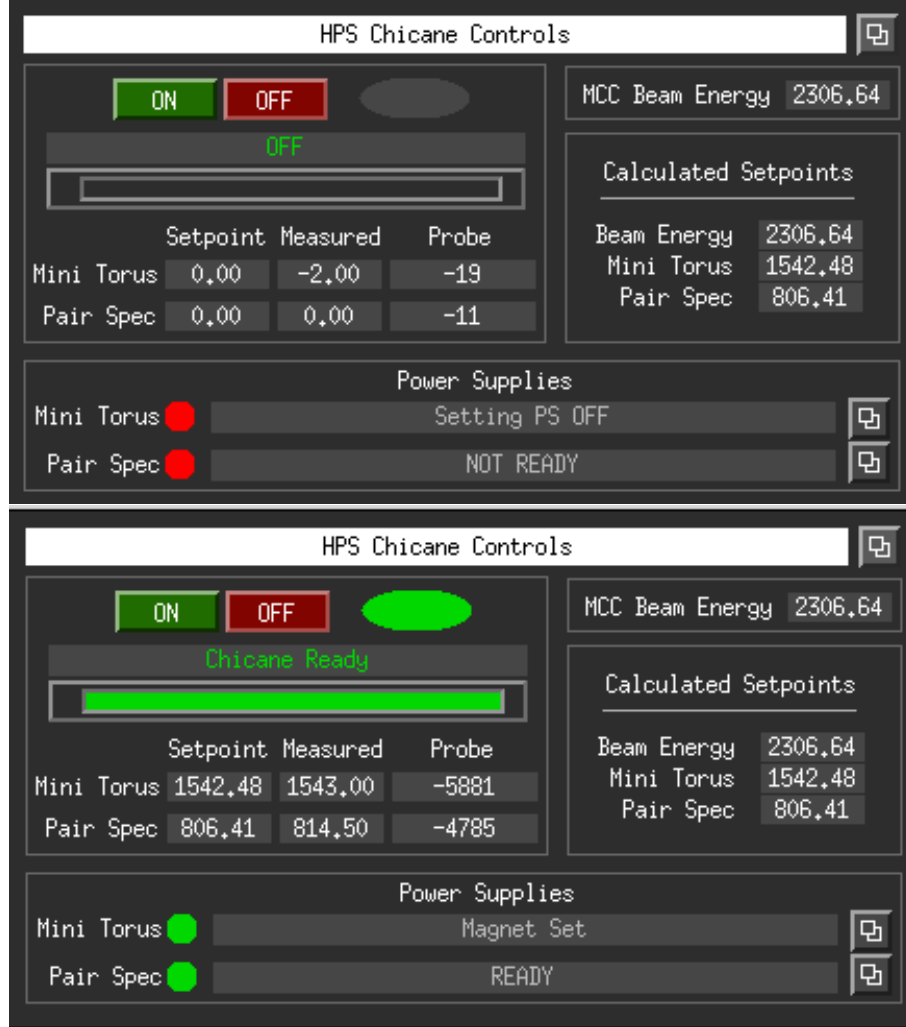 HPS Chicane Controls
ON OFF
MCC Beam Energy 2306.64
OFF
Calculated Setpoints
Setpoint Measured Probe
Mini Torus 0.00 -2.00 -19
Pair Spec 0.00 0.00 -11
Beam Energy 2306.64
Mini Torus 1542.48
Pair Spec 806.41
Power Supplies
Mini Torus Setting PS OFF
Pair Spec NOT READY
HPS Chicane Controls
ON OFF
MCC Beam Energy 2306.64
Chicane Ready
Calculated Setpoints
Setpoint Measured Probe
Mini Torus 1542.48 1543.00 -5881
Pair Spec 806.41 814.50 -4785
Beam Energy 2306.64
Mini Torus 1542.48
Pair Spec 806.41
Power Supplies
Mini Torus Magnet Set
Pair Spec READY